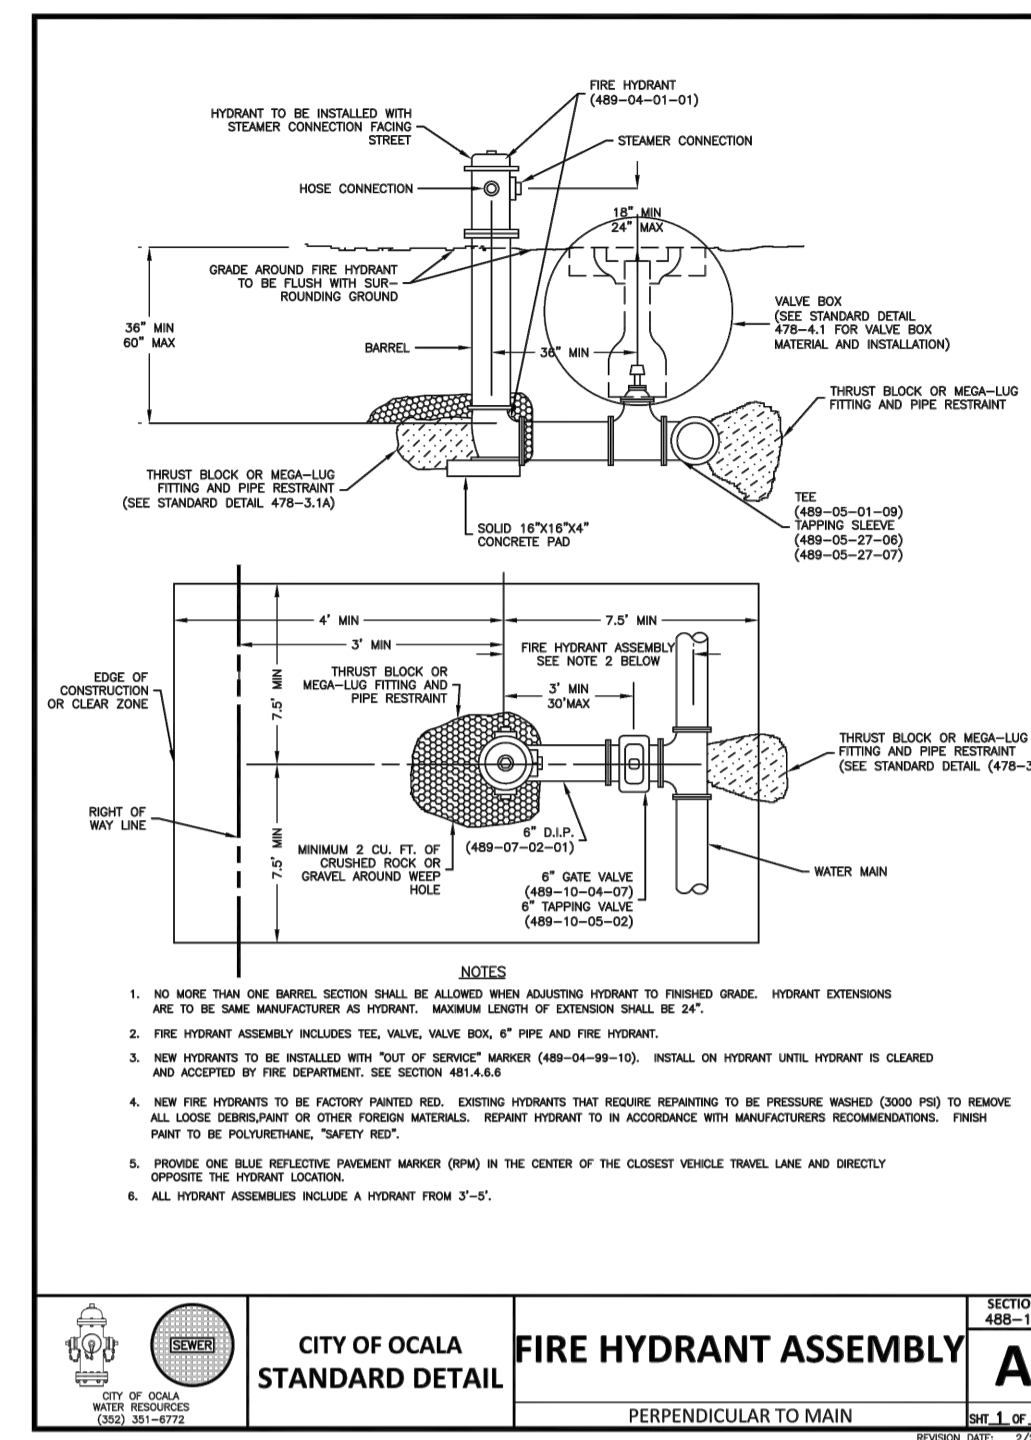 FIRE HYDRANT
(489-04-01-01)
HYDRANT TO BE INSTALLED WITH
STEAMER CONNECTION FACING
STREET
STEAMER CONNECTION
HOSE CONNECTION
18" MIN
24" MAX
GRADE AROUND FIRE HYDRANT
TO BE FLUSH WITH SUR-
ROUNDING GROUND
VALVE BOX
(SEE STANDARD DETAIL
478-4.1 FOR VALVE BOX
MATERIAL AND INSTALLATION)
36" MIN
60" MAX
BARREL
36" MIN
THRUST BLOCK OR MEGA-LUG
FITTING AND PIPE RESTRAINT
THRUST BLOCK OR MEGA-LUG
FITTING AND PIPE RESTRAINT
(SEE STANDARD DETAIL 478-3.1A)
TEE
(489-05-01-09)
TAPPING SLEEVE
(489-05-27-06)
(489-05-27-07)
SOLID 16"X16"X4"
CONCRETE PAD
4' MIN
7.5' MIN
3' MIN
FIRE HYDRANT ASSEMBLY
SEE NOTE 2 BELOW
THRUST BLOCK OR
MEGA-LUG FITTING AND
PIPE RESTRAINT
EDGE OF
CONSTRUCTION
OR CLEAR ZONE
7.5' MIN
3' MIN
30'MAX
THRUST BLOCK OR MEGA-LUG
FITTING AND PIPE RESTRAINT
(SEE STANDARD DETAIL (478-3
RIGHT OF
WAY LINE
7.5' MIN
MINIMUM 2 CU. FT. OF
CRUSHED ROCK OR
GRAVEL AROUND WEEP
HOLE
6" D.I.P.
(489-07-02-01)
6" GATE VALVE
(489-10-04-07)
6" TAPPING VALVE
(489-10-05-02)
WATER MAIN
NOTES
1. NO MORE THAN ONE BARREL SECTION SHALL BE ALLOWED WHEN ADJUSTING HYDRANT TO FINISHED GRADE. HYDRANT EXTENSIONS
ARE TO BE SAME MANUFACTURER AS HYDRANT. MAXIMUM LENGTH OF EXTENSION SHALL BE 24".
2. FIRE HYDRANT ASSEMBLY INCLUDES TEE, VALVE, VALVE BOX, 6" PIPE AND FIRE HYDRANT.
3. NEW HYDRANTS TO BE INSTALLED WITH "OUT OF SERVICE" MARKER (489-04-99-10). INSTALL ON HYDRANT UNTIL HYDRANT IS CLEARED
AND ACCEPTED BY FIRE DEPARTMENT. SEE SECTION 481.4.6.6
4. NEW FIRE HYDRANTS TO BE FACTORY PAINTED RED. EXISTING HYDRANTS THAT REQUIRE REPAINTING TO BE PRESSURE WASHED (3000 PSI) TO REMOVE
ALL LOOSE DEBRIS,PAINT OR OTHER FOREIGN MATERIALS. REPAINT HYDRANT TO IN ACCORDANCE WITH MANUFACTURERS RECOMMENDATIONS. FINISH
PAINT TO BE POLYURETHANE, "SAFETY RED".
5. PROVIDE ONE BLUE REFLECTIVE PAVEMENT MARKER (RPM) IN THE CENTER OF THE CLOSEST VEHICLE TRAVEL LANE AND DIRECTLY
OPPOSITE THE HYDRANT LOCATION.
6. ALL HYDRANT ASSEMBLIES INCLUDE A HYDRANT FROM 3'-5'.
SEWER
CITY OF OCALA
WATER RESOURCES
(352) 351-6772
CITY OF OCALA
STANDARD DETAIL
FIRE HYDRANT ASSEMBLY
PERPENDICULAR TO MAIN
SECTIO
488-1
A
SHT 1 OF
REVISION DATE: 2/